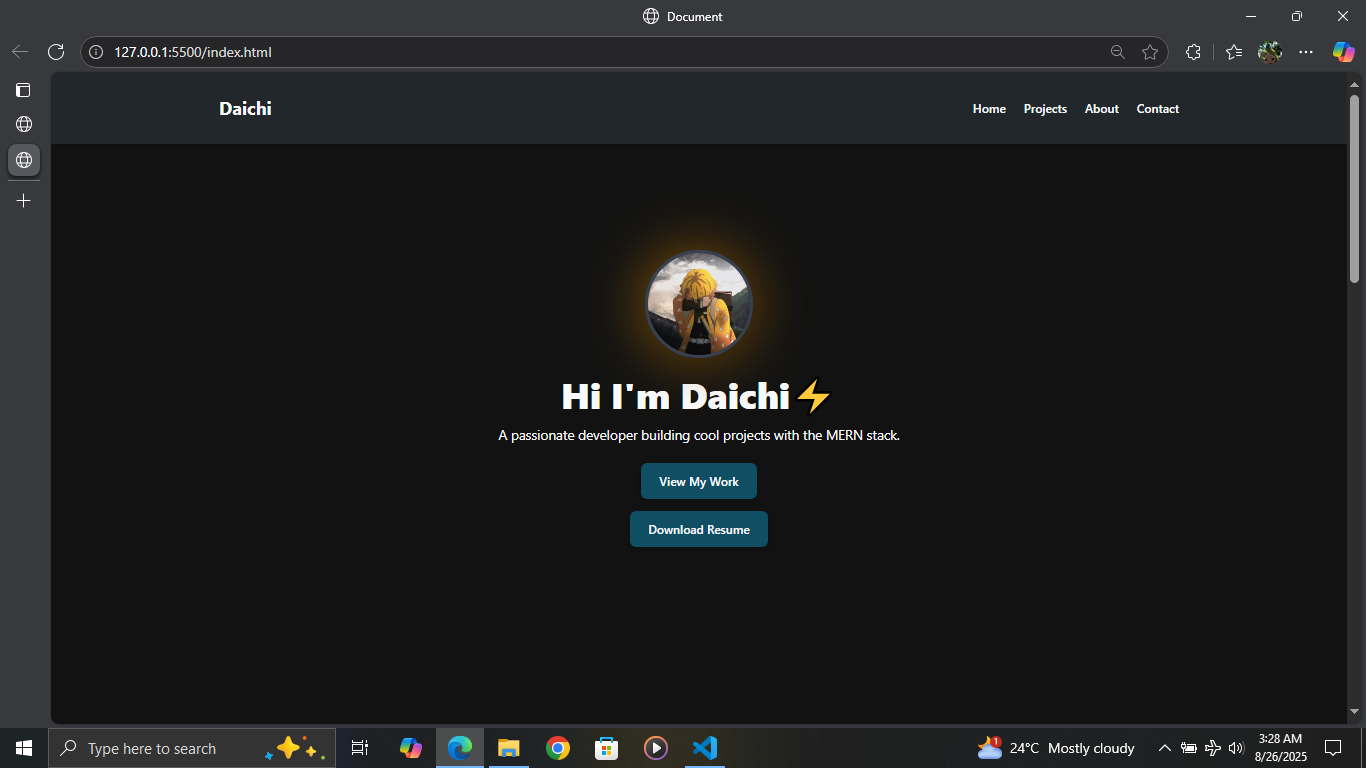 Document
127.0.0.1:5500/index.html
Daichi
Home Projects About Contact
Hi I'm Daichi⚡
A passionate developer building cool projects with the MERN stack.
View My Work
Download Resume
Type here to search
1
24°C Mostly cloudy
3:28 AM
8/26/2025